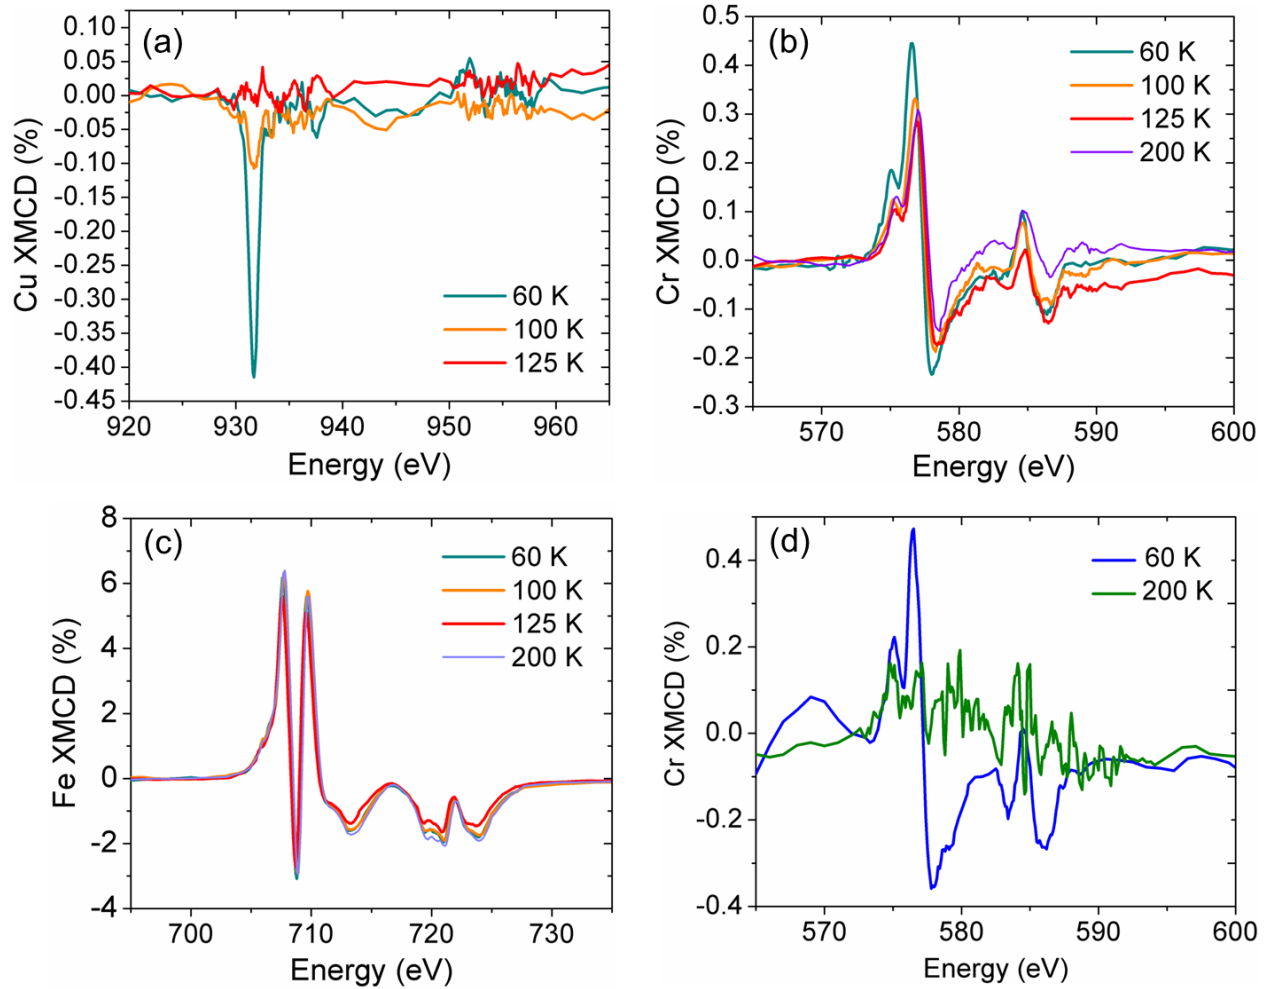 (a)
Cu XMCD (%)
0.10
0.05
0.00
-0.05
-0.10
-0.15
-0.20
-0.25
-0.30
-0.35
-0.40
-0.45
60 K
100 K
125 K
920 930 940 950 960
Energy (eV)
(b)
Cr XMCD (%)
0.5
0.4
0.3
0.2
0.1
0.0
-0.1
-0.2
-0.3
60 K
100 K
125 K
200 K
570 580 590 600
Energy (eV)
(c)
Fe XMCD (%)
8
6
4
2
0
-2
-4
60 K
100 K
125 K
200 K
700 710 720 730
Energy (eV)
(d)
Cr XMCD (%)
0.4
0.2
0.0
-0.2
-0.4
60 K
200 K
570 580 590 600
Energy (eV)